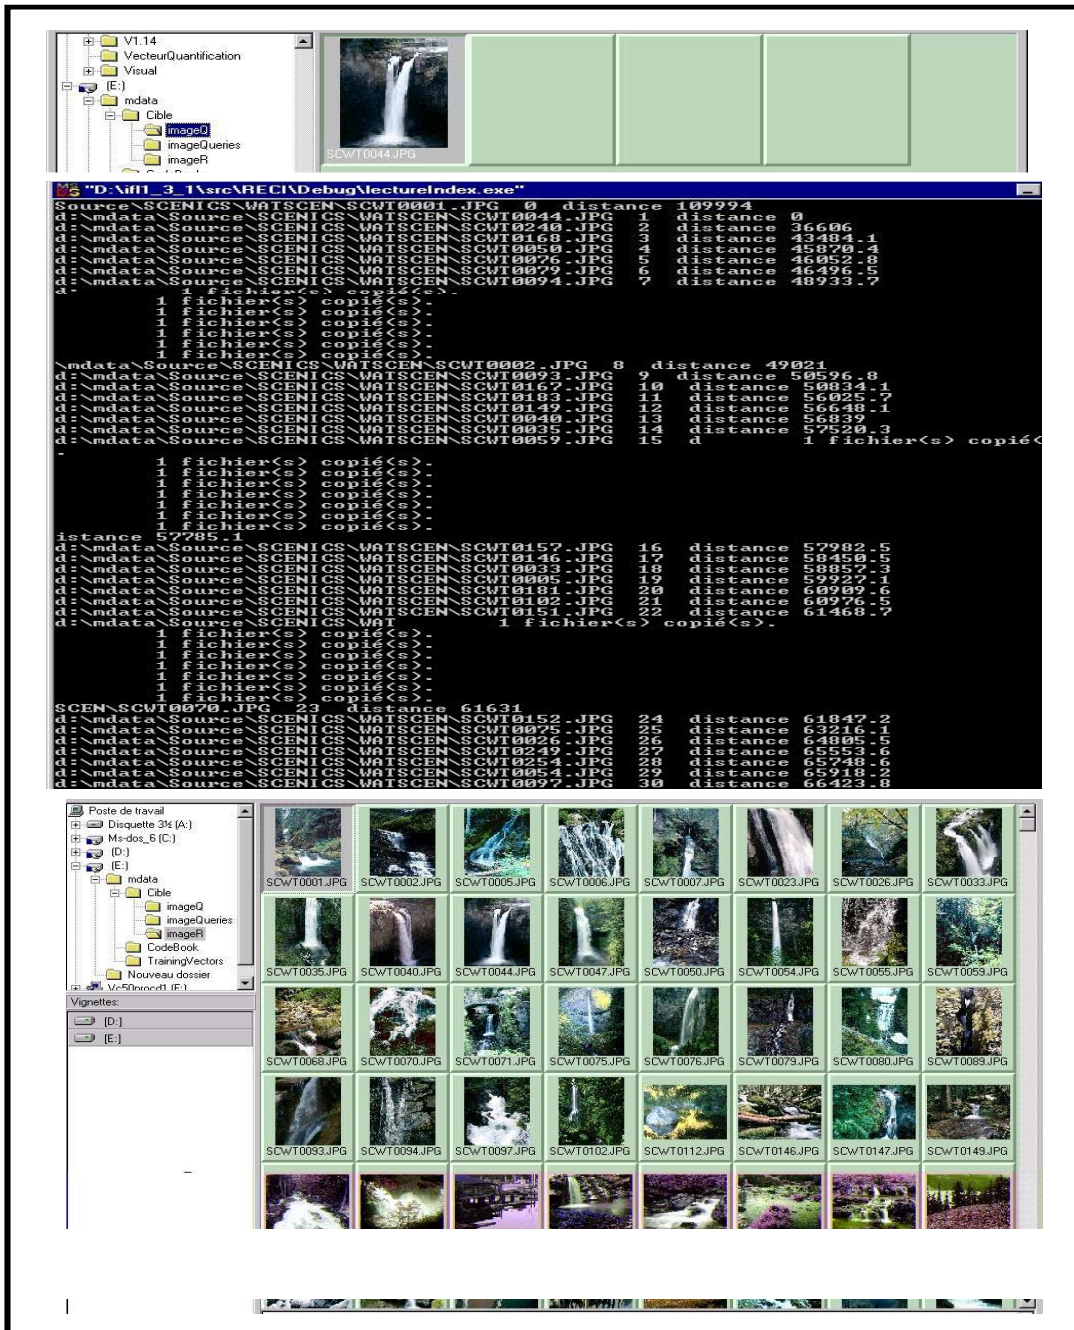 V1.14
VecteurQuantification
Visual
(E:)
mdata
Cible
imageQ
imageQueries
imageR
SCWT0044.JPG
"D:\ifl1_3_1\src\RECI\Debug\lectureIndex.exe"
Source\SCENICS\WATSCEN\SCWT0001.JPG 0 distance 109994
d:\mdata\Source\SCENICS\WATSCEN\SCWT0044.JPG 1 distance 0
d:\mdata\Source\SCENICS\WATSCEN\SCWT0240.JPG 2 distance 36606
d:\mdata\Source\SCENICS\WATSCEN\SCWT0168.JPG 3 distance 43484.1
d:\mdata\Source\SCENICS\WATSCEN\SCWT0050.JPG 4 distance 45870.4
d:\mdata\Source\SCENICS\WATSCEN\SCWT0076.JPG 5 distance 46052.8
d:\mdata\Source\SCENICS\WATSCEN\SCWT0079.JPG 6 distance 46496.5
d:\mdata\Source\SCENICS\WATSCEN\SCWT0094.JPG 7 distance 48933.7
1 fichier(s) copié(s).
1 fichier(s) copié(s).
1 fichier(s) copié(s).
1 fichier(s) copié(s).
1 fichier(s) copié(s).
1 fichier(s) copié(s).
1 fichier(s) copié(s).
\mdata\Source\SCENICS\WATSCEN\SCWT0002.JPG 8 distance 49021
d:\mdata\Source\SCENICS\WATSCEN\SCWT0093.JPG 9 distance 50596.8
d:\mdata\Source\SCENICS\WATSCEN\SCWT0167.JPG 10 distance 50834.1
d:\mdata\Source\SCENICS\WATSCEN\SCWT0183.JPG 11 distance 56025.7
d:\mdata\Source\SCENICS\WATSCEN\SCWT0149.JPG 12 distance 56648.1
d:\mdata\Source\SCENICS\WATSCEN\SCWT0040.JPG 13 distance 56839
d:\mdata\Source\SCENICS\WATSCEN\SCWT0035.JPG 14 distance 57520.3
d:\mdata\Source\SCENICS\WATSCEN\SCWT0059.JPG 15 d 1 fichier(s) copié(
.
1 fichier(s) copié(s).
1 fichier(s) copié(s).
1 fichier(s) copié(s).
1 fichier(s) copié(s).
1 fichier(s) copié(s).
1 fichier(s) copié(s).
1 fichier(s) copié(s).
istance 57785.1
d:\mdata\Source\SCENICS\WATSCEN\SCWT0157.JPG 16 distance 57982.5
d:\mdata\Source\SCENICS\WATSCEN\SCWT0146.JPG 17 distance 58450.5
d:\mdata\Source\SCENICS\WATSCEN\SCWT0033.JPG 18 distance 58857.3
d:\mdata\Source\SCENICS\WATSCEN\SCWT0005.JPG 19 distance 59927.1
d:\mdata\Source\SCENICS\WATSCEN\SCWT0181.JPG 20 distance 60909.6
d:\mdata\Source\SCENICS\WATSCEN\SCWT0102.JPG 21 distance 60976.5
d:\mdata\Source\SCENICS\WATSCEN\SCWT0151.JPG 22 distance 61468.7
d:\mdata\Source\SCENICS\WAT 1 fichier(s) copié(s).
1 fichier(s) copié(s).
1 fichier(s) copié(s).
1 fichier(s) copié(s).
1 fichier(s) copié(s).
1 fichier(s) copié(s).
1 fichier(s) copié(s).
1 fichier(s) copié(s).
SCEN\SCWT0070.JPG 23 distance 61631
d:\mdata\Source\SCENICS\WATSCEN\SCWT0152.JPG 24 distance 61847.2
d:\mdata\Source\SCENICS\WATSCEN\SCWT0075.JPG 25 distance 63216.1
d:\mdata\Source\SCENICS\WATSCEN\SCWT0026.JPG 26 distance 64805.5
d:\mdata\Source\SCENICS\WATSCEN\SCWT0249.JPG 27 distance 65553.6
d:\mdata\Source\SCENICS\WATSCEN\SCWT0254.JPG 28 distance 65748.6
d:\mdata\Source\SCENICS\WATSCEN\SCWT0054.JPG 29 distance 65918.2
d:\mdata\Source\SCENICS\WATSCEN\SCWT0097.JPG 30 distance 66423.8
Poste de travail
Disquette 3½ (A:)
Ms-dos_6 (C:)
(D:)
(E:)
mdata
Cible
imageQ
imageQueries
imageR
CodeBook
TrainingVectors
Nouveau dossier
Vc50procd1 (F:)
Vignettes:
(D:)
(E:)
SCWT0001.JPG SCWT0002.JPG SCWT0005.JPG SCWT0006.JPG SCWT0007.JPG SCWT0023.JPG SCWT0026.JPG SCWT0033.JPG
SCWT0035.JPG SCWT0040.JPG SCWT0044.JPG SCWT0047.JPG SCWT0050.JPG SCWT0054.JPG SCWT0055.JPG SCWT0059.JPG
SCWT0068.JPG SCWT0070.JPG SCWT0071.JPG SCWT0075.JPG SCWT0076.JPG SCWT0079.JPG SCWT0080.JPG SCWT0089.JPG
SCWT0093.JPG SCWT0094.JPG SCWT0097.JPG SCWT0102.JPG SCWT0112.JPG SCWT0146.JPG SCWT0147.JPG SCWT0149.JPG